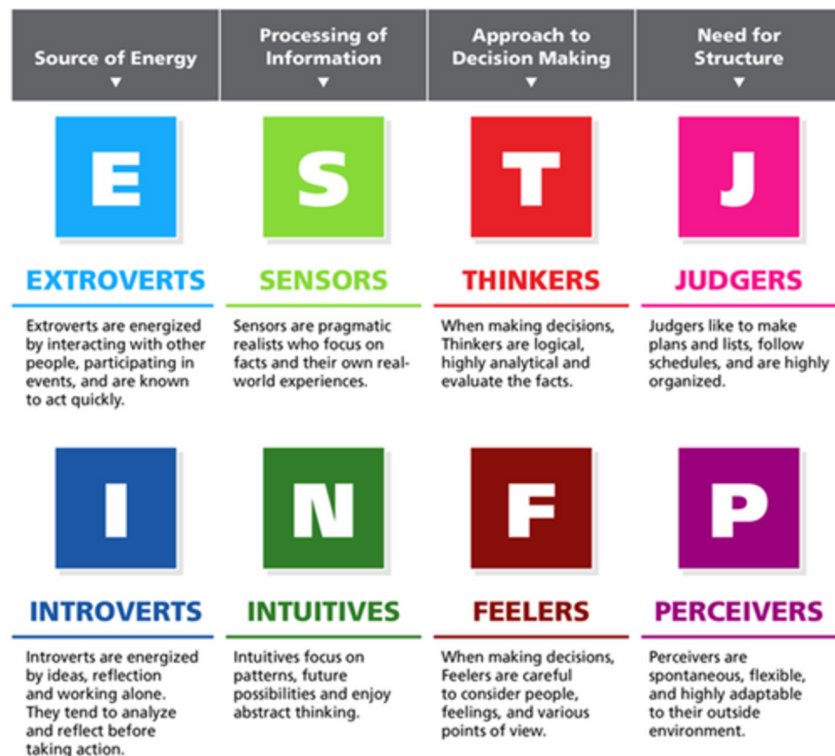 Source of Energy
▼
Processing of
Information
▼
Approach to
Decision Making
▼
Need for
Structure
▼
E
EXTROVERTS
Extroverts are energized
by interacting with other
people, participating in
events, and are known
to act quickly.
S
SENSORS
Sensors are pragmatic
realists who focus on
facts and their own real-
world experiences.
T
THINKERS
When making decisions,
Thinkers are logical,
highly analytical and
evaluate the facts.
J
JUDGERS
Judgers like to make
plans and lists, follow
schedules, and are highly
organized.
I
INTROVERTS
Introverts are energized
by ideas, reflection
and working alone.
They tend to analyze
and reflect before
taking action.
N
INTUITIVES
Intuitives focus on
patterns, future
possibilities and enjoy
abstract thinking.
F
FEELERS
When making decisions,
Feelers are careful
to consider people,
feelings, and various
points of view.
P
PERCEIVERS
Perceivers are
spontaneous, flexible,
and highly adaptable
to their outside
environment.